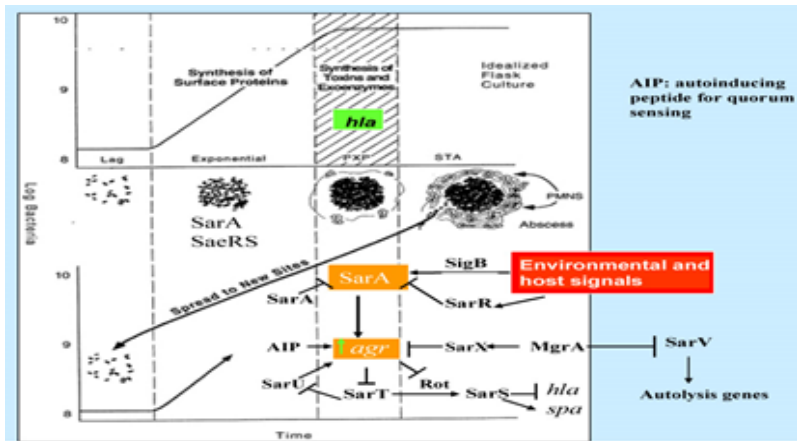 10
9
8
Synthesis of
Surface Proteins
Synthesis of
Toxins and
Exoenzymes
hla
Idealized
Flask
Culture
AIP: autoinducing
peptide for quorum
sensing
Lag
Exponential
PXP
STA
Log Bacteria
SarA
SaeRS
PMNS
Abscess
Spread to New Sites
10
9
8
SarA
SigB
Environmental and
host signals
SarA
SarR
AIP
agr
SarX
MgrA
SarV
SarU
SarT
Rot
SarS
hla
spa
Autolysis genes
Time